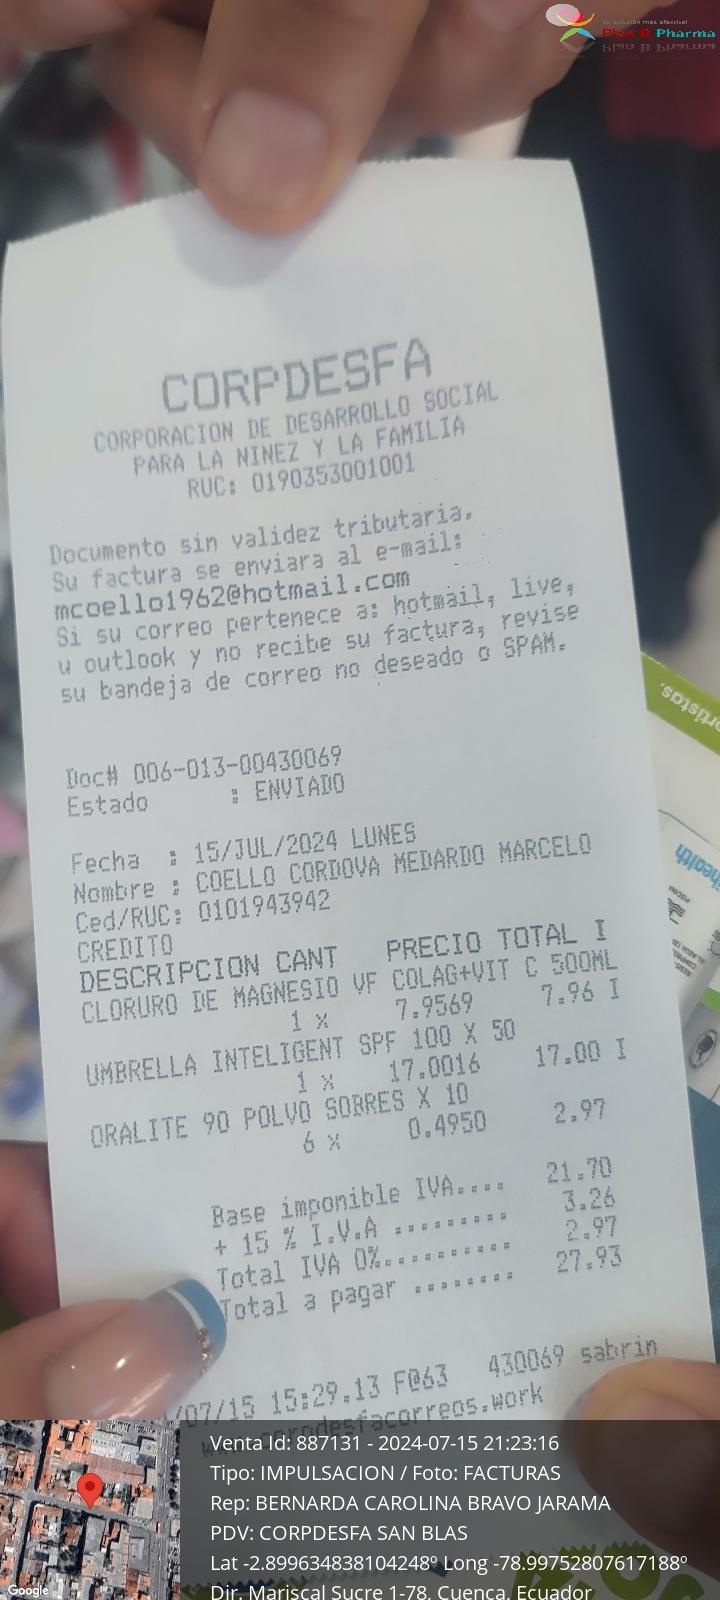 Su solución más efectiva!
Plan B Pharma
CORPDESFA
CORPORACION DE DESARROLLO SOCIAL
PARA LA NINEZ Y LA FAMILIA
RUC: 0190353001001
Documento sin validez tributaria.
Su factura se enviara al e-mail:
mcoello1962@hotmail.com
Si su correo pertenece a: hotmail, live,
u outlook y no recibe su factura, revise
su bandeja de correo no deseado o SPAM.
Doc# 006-013-00430069
Estado : ENVIADO
Fecha : 15/JUL/2024 LUNES
Nombre : COELLO CORDOVA MEDARDO MARCELO
Ced/RUC: 0101943942
CREDITO
DESCRIPCION CANT PRECIO TOTAL I
CLORURO DE MAGNESIO VF COLAG+VIT C 500ML
1 x 7.9569 7.96 I
UMBRELLA INTELIGENT SPF 100 X 50
1 x 17.0016 17.00 I
ORALITE 90 POLVO SOBRES X 10
6 x 0.4950 2.97
Base imponible IVA.... 21.70
+ 15 % I.V.A ......... 3.26
Total IVA 0%.......... 2.97
Total a pagar ........ 27.93
/07/15 15:29.13 F@63 430069 sabrin
www.corpdesfacorreos.work
Venta Id: 887131 - 2024-07-15 21:23:16
Tipo: IMPULSACION / Foto: FACTURAS
Rep: BERNARDA CAROLINA BRAVO JARAMA
PDV: CORPDESFA SAN BLAS
Lat -2.899634838104248º Long -78.99752807617188º
Dir. Mariscal Sucre 1-78, Cuenca, Ecuador
Google